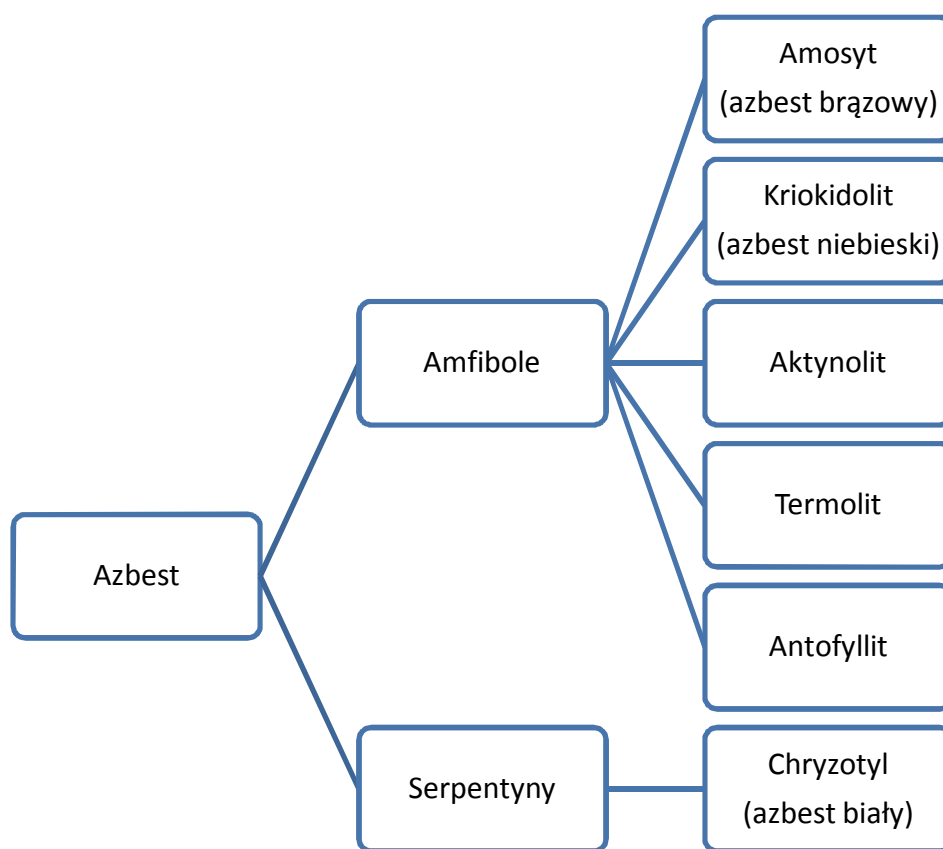 Amosyt
(azbest brązowy)
Kriokidolit
(azbest niebieski)
Amfibole
Aktynolit
Termolit
Azbest
Antofyllit
Serpentyny
Chryzotyl
(azbest biały)